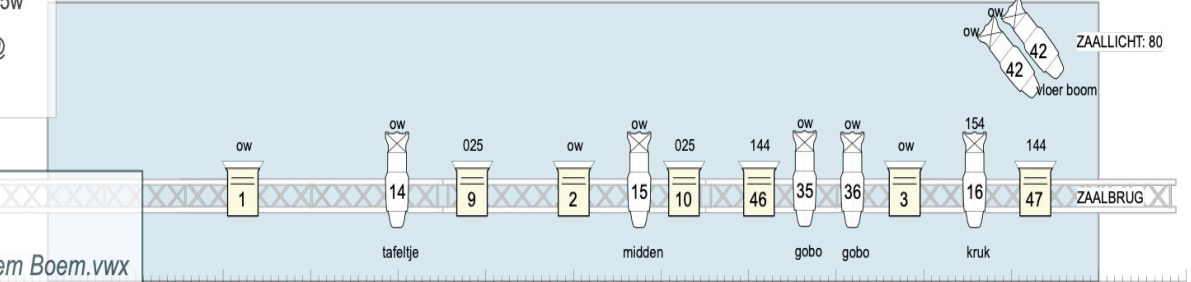 5w
@
ow
ow
ZAALLICHT: 80
42
42
vloer boom
ow ow 025 ow ow 025 144 ow ow ow 154 144
1 14 9 2 15 10 46 35 36 3 16 47 ZAALBRUG
tafeltje midden gobo gobo kruk
em Boem.vwx